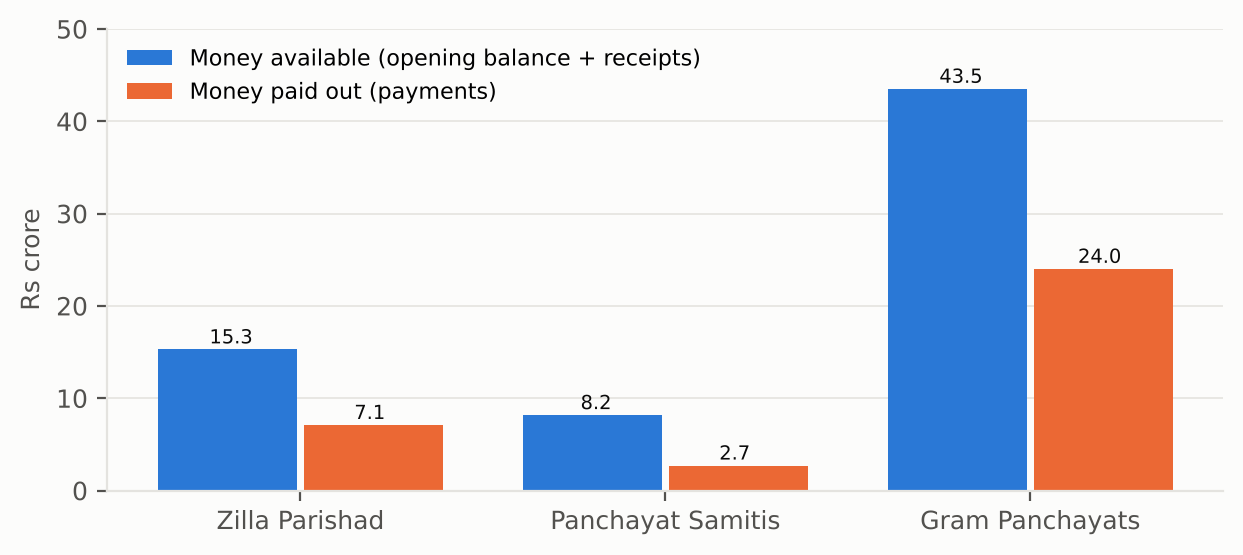 Rs crore
50
40
30
20
10
0
Money available (opening balance + receipts)
Money paid out (payments)
15.3
7.1
8.2
2.7
43.5
24.0
Zilla Parishad
Panchayat Samitis
Gram Panchayats